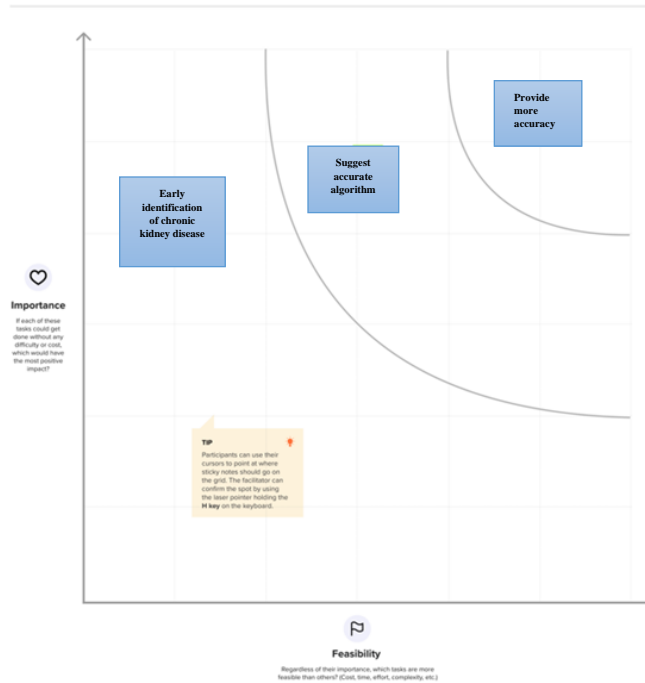 Provide
more
accuracy
Suggest
accurate
algorithm
Early
identification
of chronic
kidney disease
Importance
If each of these
tasks could get
done without any
difficulty or cost,
which would have
the most positive
impact?
TIP
Participants can use their
cursors to point at where
sticky notes should go on
the grid. The facilitator can
confirm the spot by using
the laser pointer holding the
H key on the keyboard.
Feasibility
Regardless of their importance, which tasks are more
feasible than others? (Cost, time, effort, complexity, etc.)